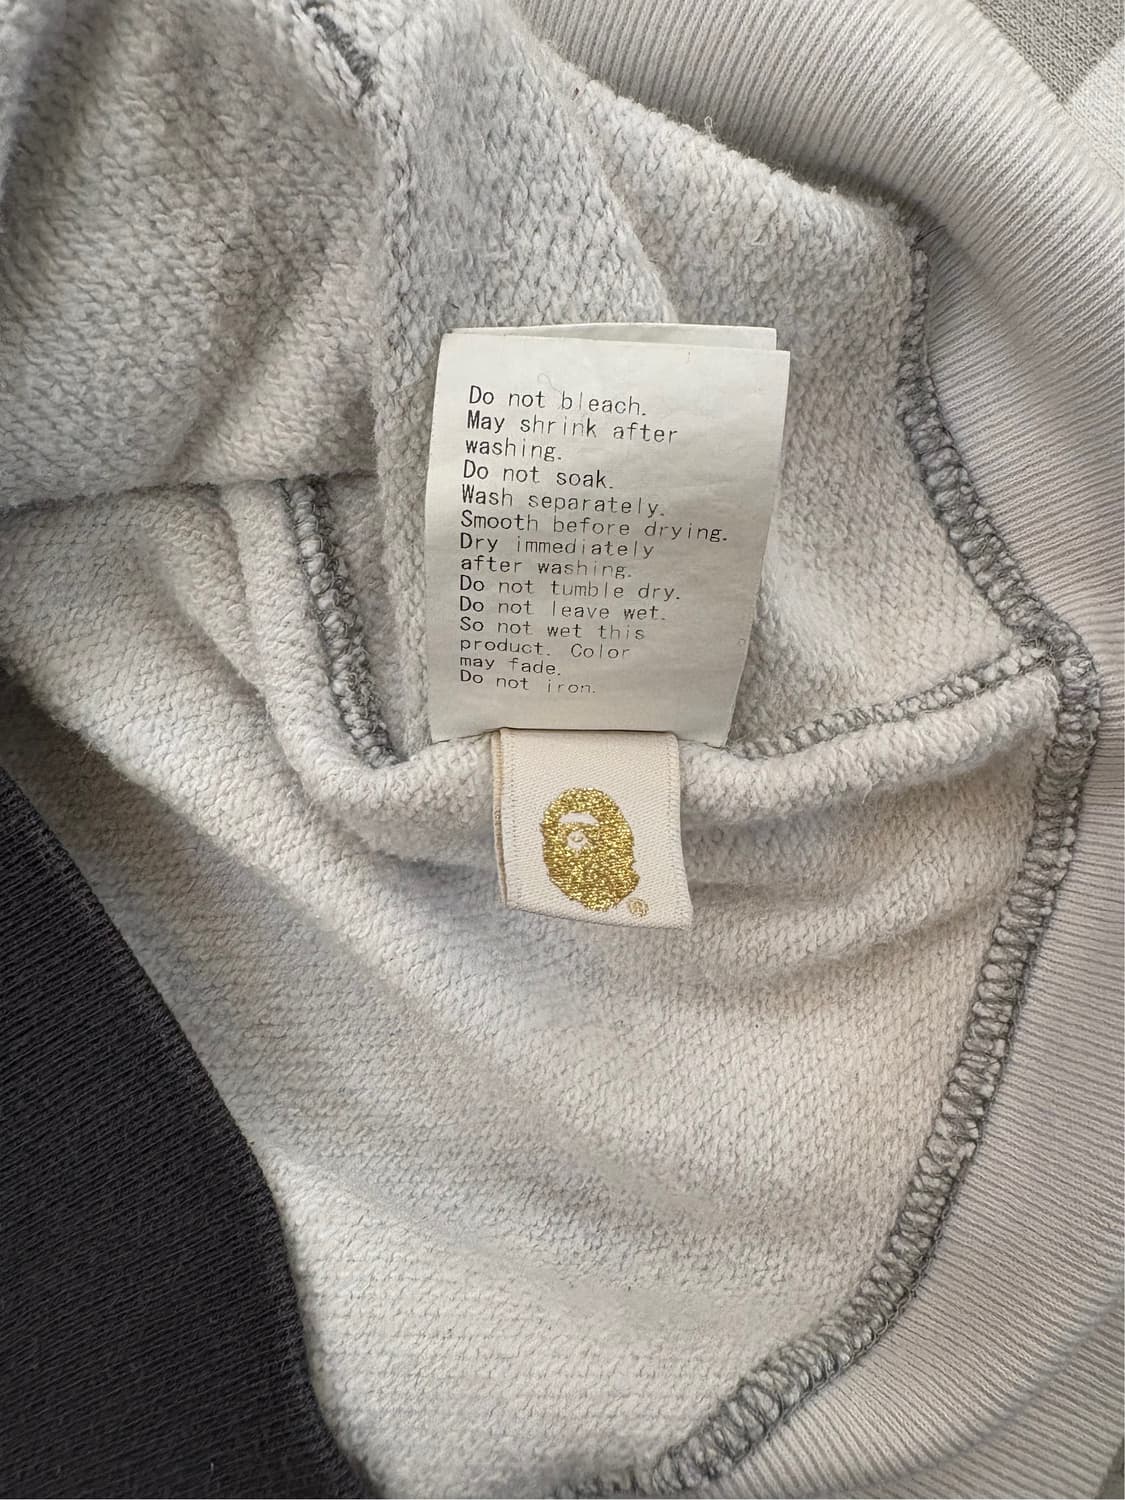 Do not bleach.
May shrink after
washing.
Do not soak.
Wash separately.
Smooth before drying.
Dry immediately
after washing.
Do not tumble dry.
Do not leave wet.
So not wet this
product. Color
may fade.
Do not iron.
®